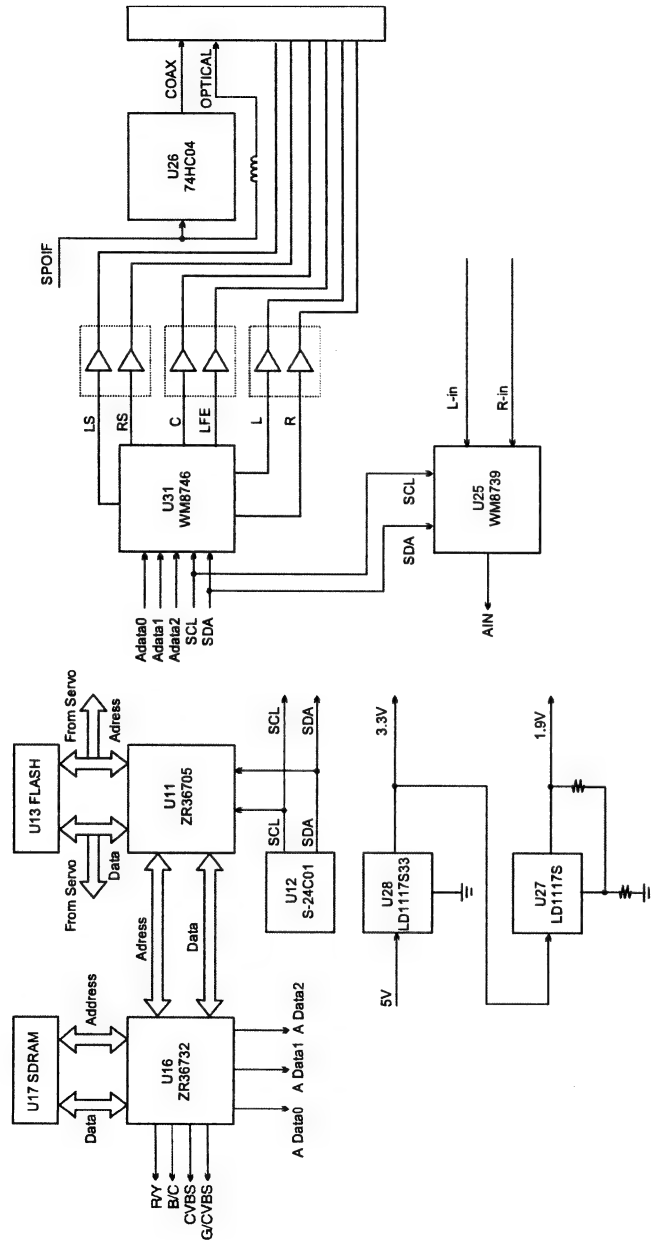 U17 SDRAM
Data
Address
U16
ZR36732
R/Y
B/C
CVBS
G/CVBS
A Data0
A Data1
A Data2
Adress
Data
U13 FLASH
From Servo
Data
From Servo
Adress
U11
ZR36705
U12
S-24C01
SCL
SDA
SCL
SDA
5V
U28
LD1117S33
3.3V
U27
LD1117S
1.9V
Adata0
Adata1
Adata2
SCL
SDA
U31
WM8746
LS
RS
C
LFE
L
R
SPOIF
U26
74HC04
COAX
OPTICAL
SDA
SCL
U25
WM8739
AIN
L-in
R-in